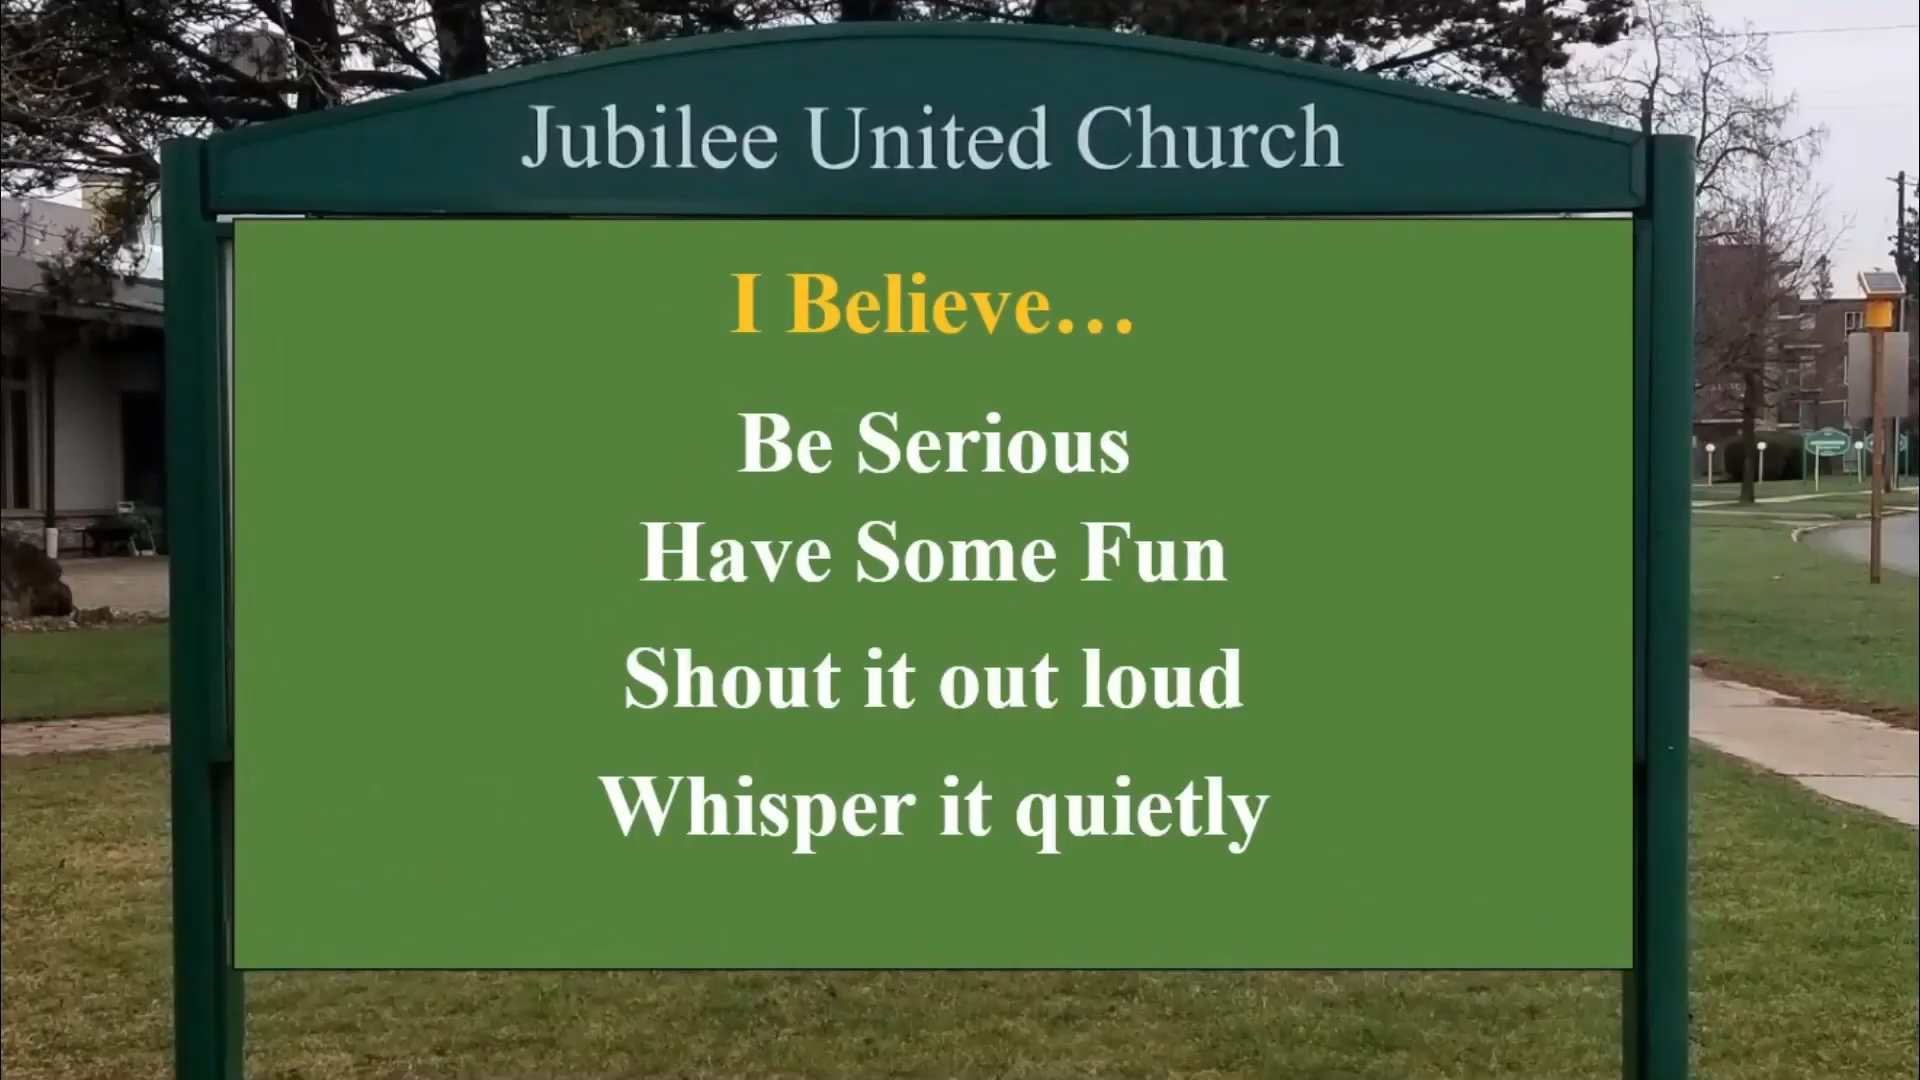 Jubilee United Church
I Believe…
Be Serious
Have Some Fun
Shout it out loud
Whisper it quietly